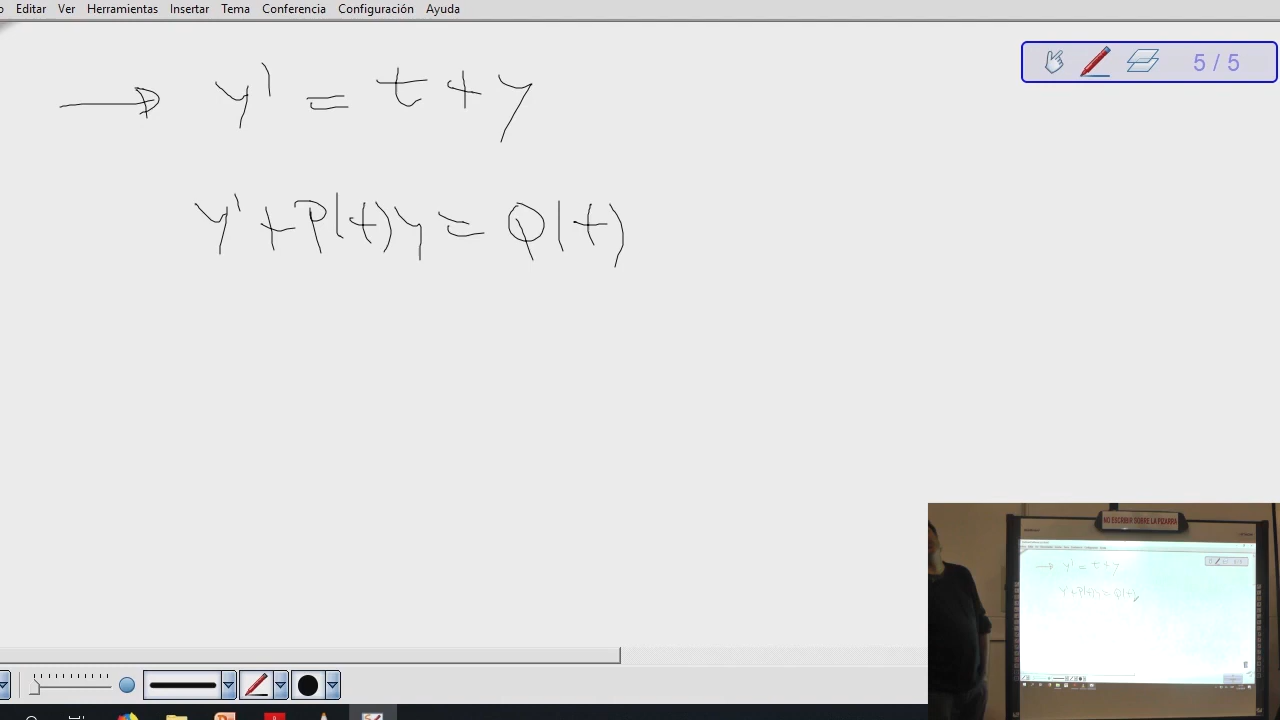 Editar Ver Herramientas Insertar Tema Conferencia Configuración Ayuda
5 / 5
→ y' = t + y
y' + P(t)y = Q(t)
NO ESCRIBIR SOBRE LA PIZARRA
→ y' = t + y
y' + P(t)y = Q(t)